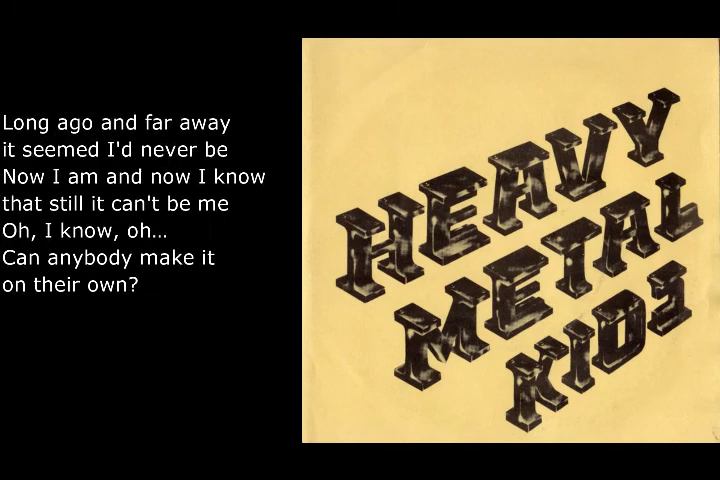 Long ago and far away
it seemed I'd never be
Now I am and now I know
that still it can't be me
Oh, I know, oh...
Can anybody make it
on their own?
HEAVY
METAL
KIDS